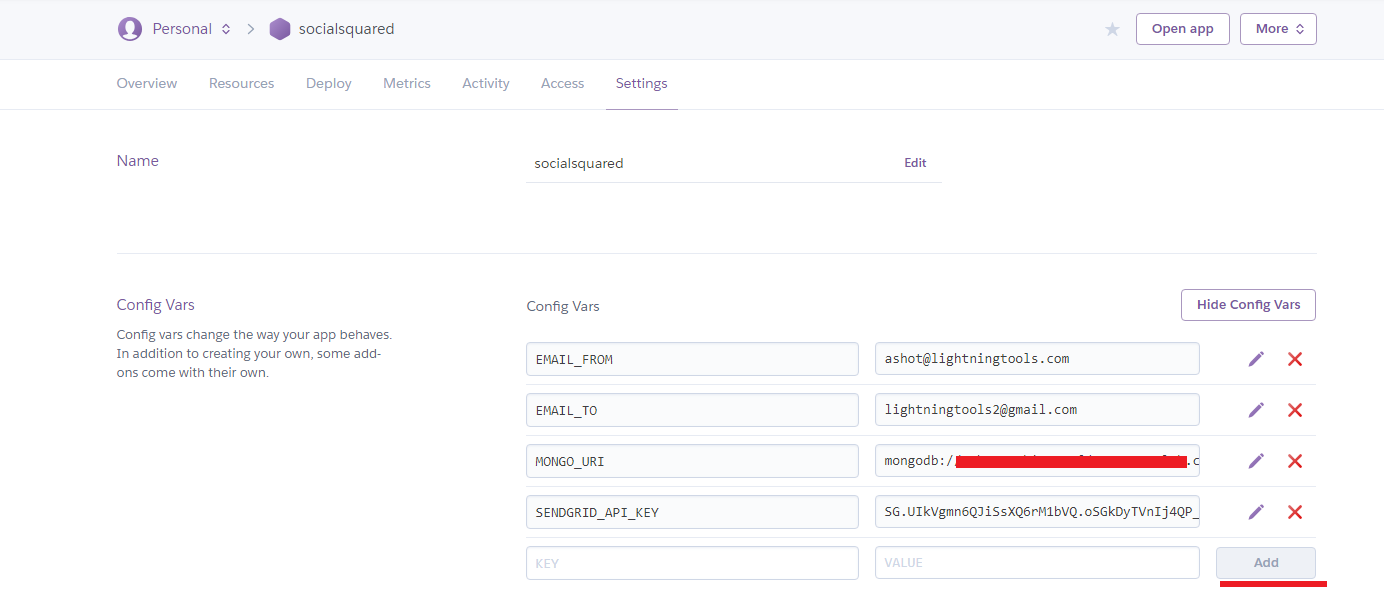 Personal socialsquared Open app More
Overview Resources Deploy Metrics Activity Access Settings
Name socialsquared Edit
Config Vars
Config vars change the way your app behaves.
In addition to creating your own, some add-
ons come with their own.
Config Vars Hide Config Vars
EMAIL_FROM ashot@lightningtools.com
EMAIL_TO lightningtools2@gmail.com
MONGO_URI mongodb:/ .c
SENDGRID_API_KEY SG.UIkVgmn6QJiSsXQ6rM1bVQ.oSGkDyTVnIj4QP_
KEY VALUE Add